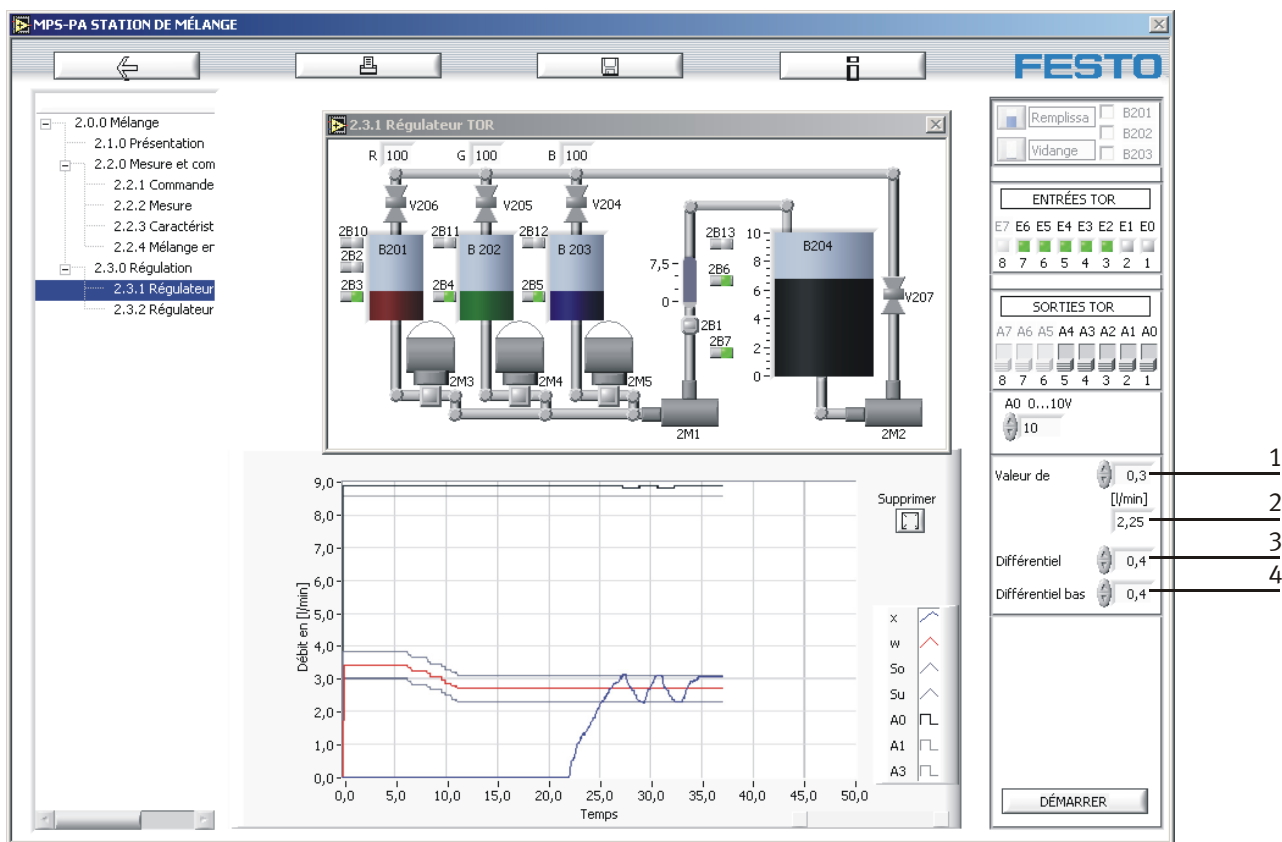 MPS-PA STATION DE MÉLANGE
FESTO
2.0.0 Mélange
2.1.0 Présentation
2.2.0 Mesure et com
2.2.1 Commande
2.2.2 Mesure
2.2.3 Caractérist
2.2.4 Mélange er
2.3.0 Régulation
2.3.1 Régulateur
2.3.2 Régulateur
2.3.1 Régulateur TOR
R 100 G 100 B 100
V206 V205 V204
2B10 2B11 2B12 2B13
B201 B 202 B 203 B204
2B2
2B3 2B4 2B5 2B6
7,5
0
2B1
2B7
10
8
6
4
2
0
V207
2M3 2M4 2M5
2M1 2M2
Remplissa
Vidange
B201
B202
B203
ENTRÉES TOR
E7 E6 E5 E4 E3 E2 E1 E0
8 7 6 5 4 3 2 1
SORTIES TOR
A7 A6 A5 A4 A3 A2 A1 A0
8 7 6 5 4 3 2 1
A0 0...10V
10
Valeur de 0,3 1
[l/min]
2,25 2
Différentiel 0,4 3
Différentiel bas 0,4 4
DÉMARRER
Débit en [l/min]
9,0
8,0
7,0
6,0
5,0
4,0
3,0
2,0
1,0
0,0
0,0 5,0 10,0 15,0 20,0 25,0 30,0 35,0 40,0 45,0 50,0
Temps
Supprimer
x
w
So
Su
A0
A1
A3